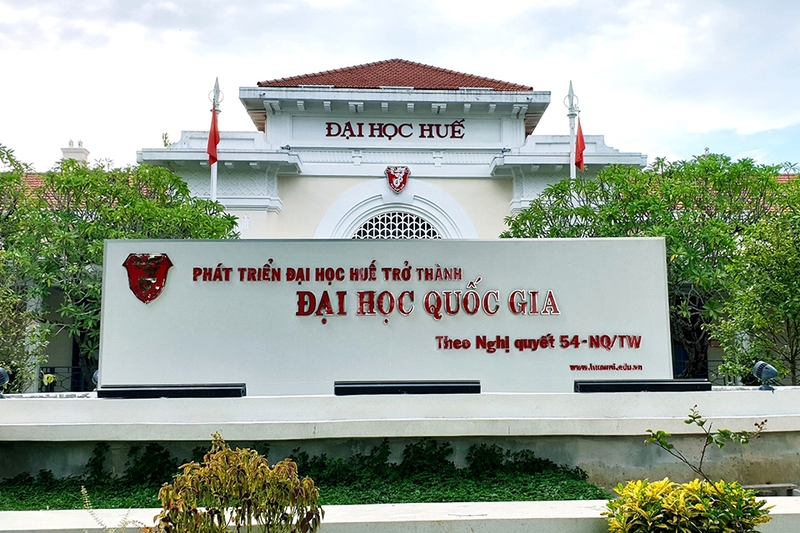 ĐẠI HỌC HUẾ
PHÁT TRIỂN ĐẠI HỌC HUẾ TRỞ THÀNH
ĐẠI HỌC QUỐC GIA
Theo Nghị quyết 54-NQ/TW
www.hueuni.edu.vn